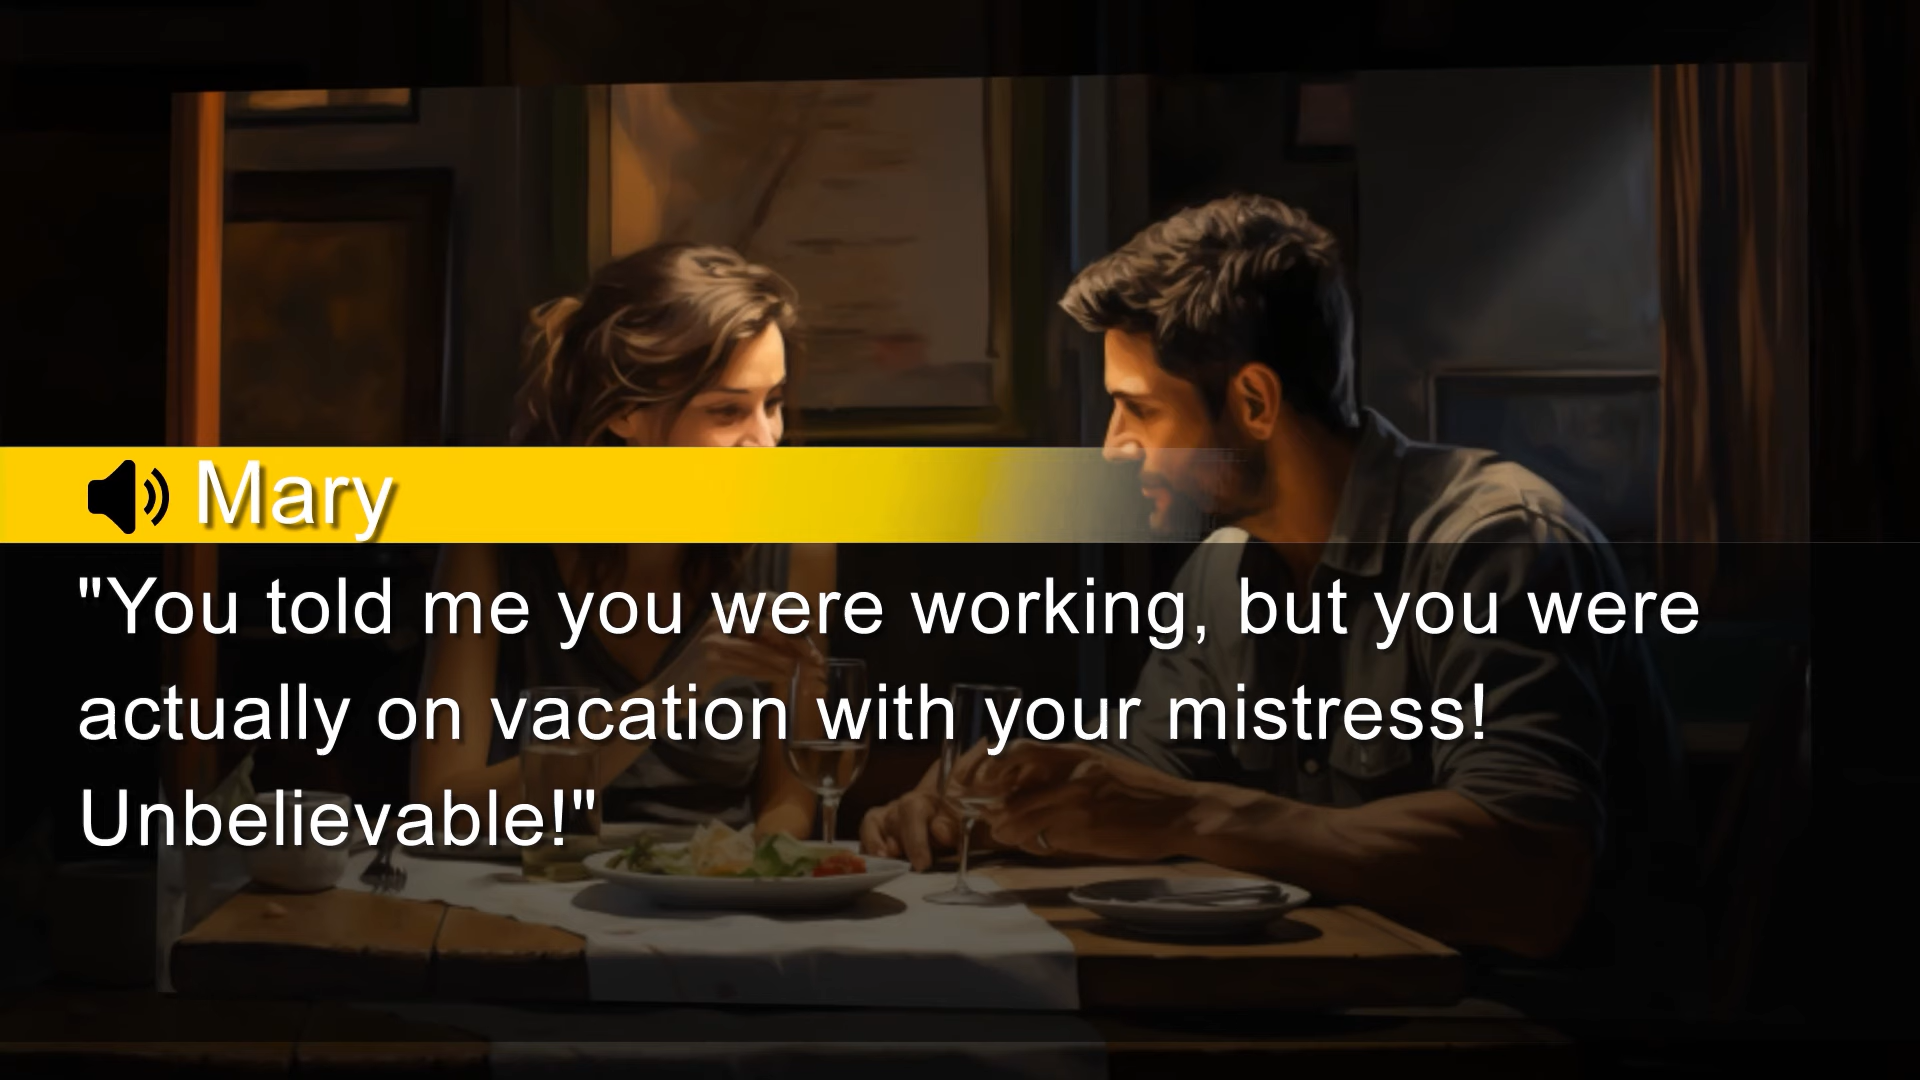 Mary
"You told me you were working, but you were
actually on vacation with your mistress!
Unbelievable!"